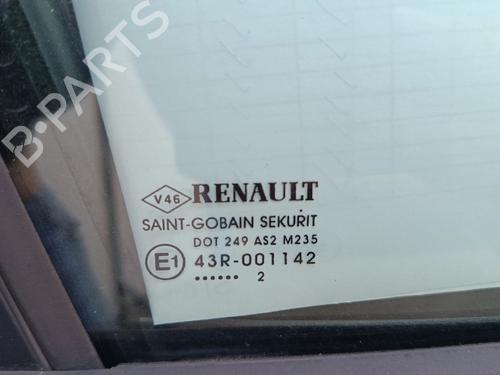 B-PARTS
V46 RENAULT
SAINT-GOBAIN SEKURIT
DOT 249 AS2 M235
E1 43R-001142
...... 2